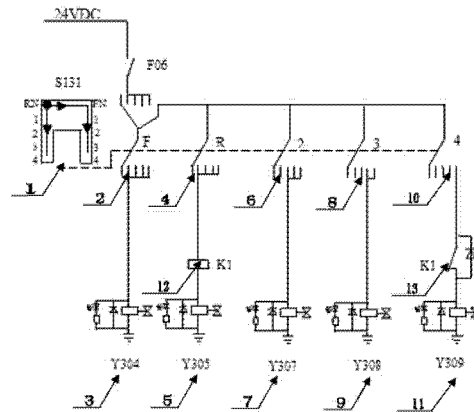 24VDC
F06
S131
RN FN
1 1
2 2
3 3
4 4
F R 2 3 4
1 2 4 6 8 10
K1 K1
12 13
Y304 Y305 Y307 Y308 Y309
3 5 7 9 11